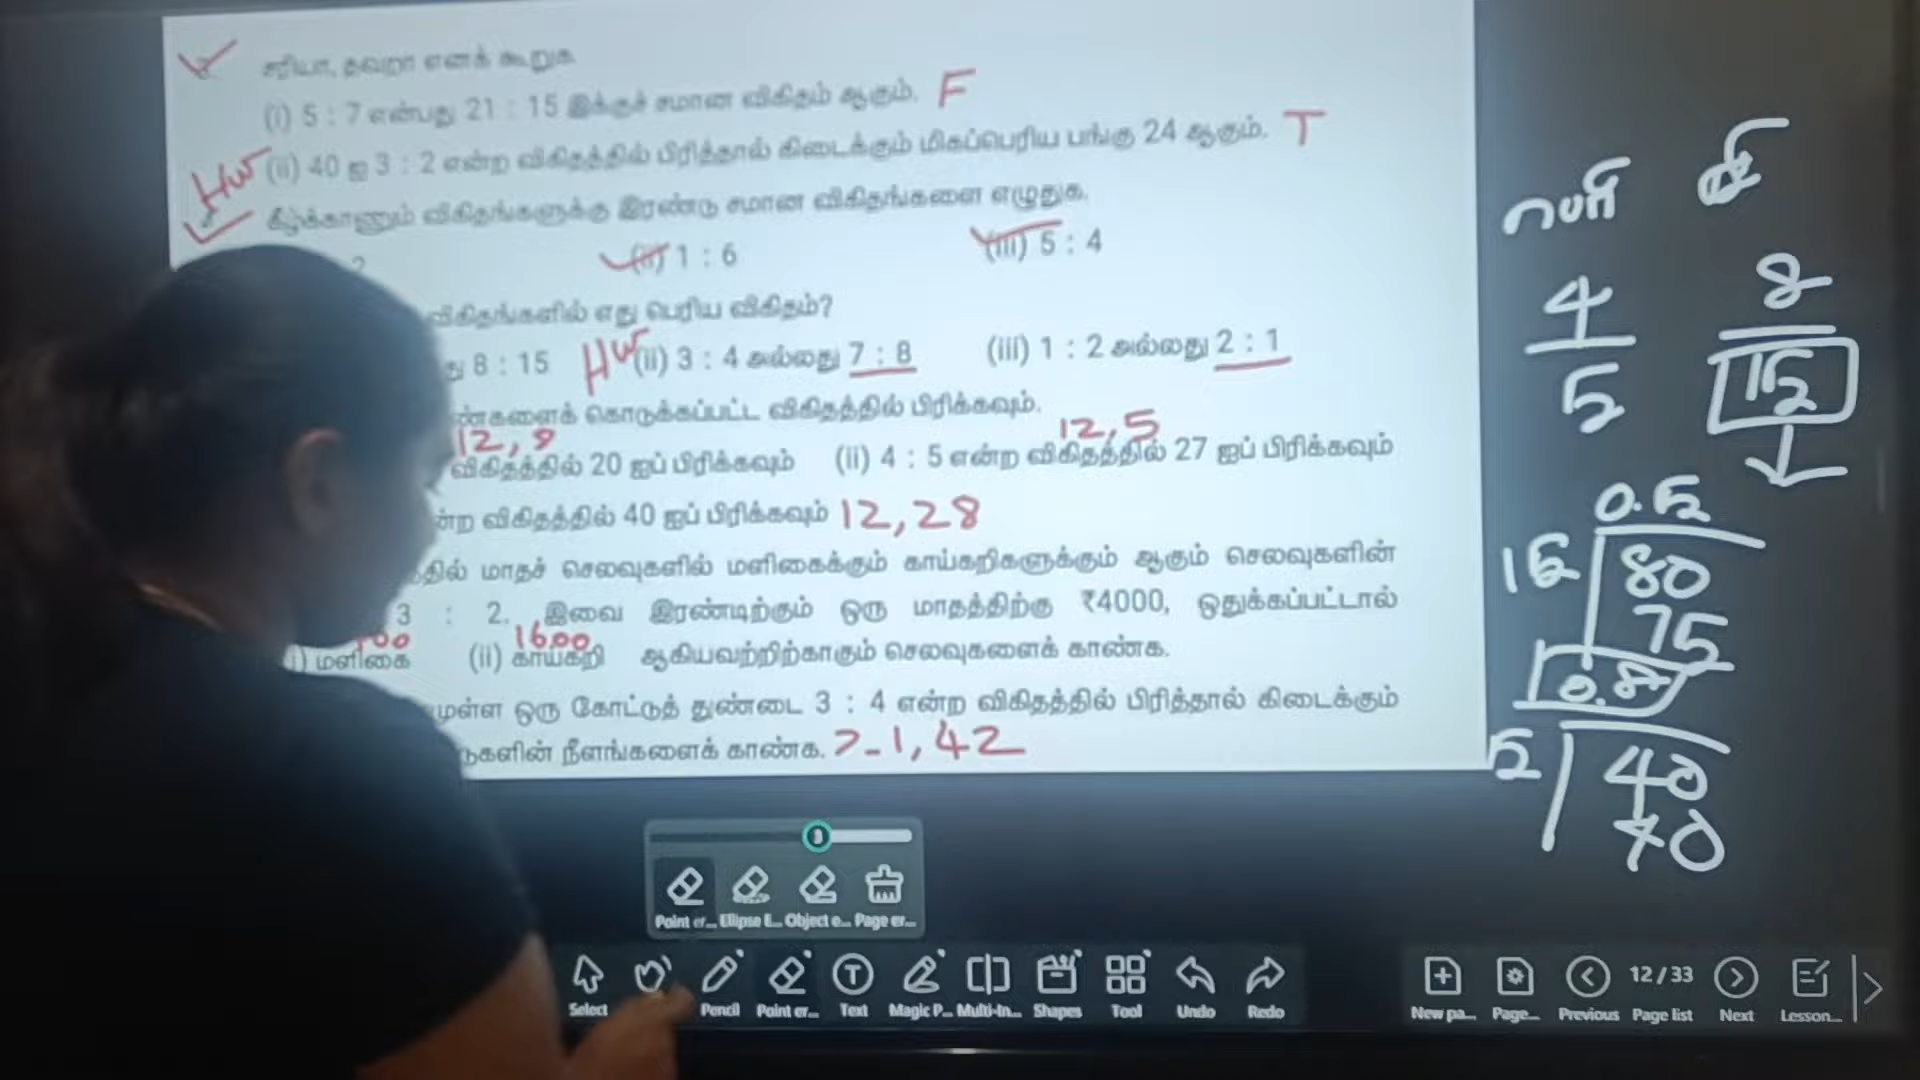 சரியா, தவறா எனக் கூறுக
(i) 5 : 7 என்பது 21 : 15 இக்குச் சமான விகிதம் ஆகும். F
HW (ii) 40 ஐ 3 : 2 என்ற விகிதத்தில் பிரித்தால் கிடைக்கும் மிகப்பெரிய பங்கு 24 ஆகும். T
கீழ்க்காணும் விகிதங்களுக்கு இரண்டு சமான விகிதங்களை எழுதுக.
(ii) 1 : 6 (iii) 5 : 4
விகிதங்களில் எது பெரிய விகிதம்?
து 8 : 15 HW (ii) 3 : 4 அல்லது 7 : 8 (iii) 1 : 2 அல்லது 2 : 1
ண்களைக் கொடுக்கப்பட்ட விகிதத்தில் பிரிக்கவும்.
12, 12, 5
விகிதத்தில் 20 ஐப் பிரிக்கவும் (ii) 4 : 5 என்ற விகிதத்தில் 27 ஐப் பிரிக்கவும்
ன்ற விகிதத்தில் 40 ஐப் பிரிக்கவும் 12, 28
தில் மாதச் செலவுகளில் மளிகைக்கும் காய்கறிகளுக்கும் ஆகும் செலவுகளின்
3 : 2. இவை இரண்டிற்கும் ஒரு மாதத்திற்கு ₹4000, ஒதுக்கப்பட்டால்
00 1600
i) மளிகை (ii) காய்கறி ஆகியவற்றிற்காகும் செலவுகளைக் காண்க.
முள்ள ஒரு கோட்டுத் துண்டை 3 : 4 என்ற விகிதத்தில் பிரித்தால் கிடைக்கும்
டுகளின் நீளங்களைக் காண்க. 42
4 8
5 15
0.5
15 80
75
0.8
5 40
40
Point er... Ellipse E... Object e... Page er...
Select Pencil Point er... Text Magic P... Multi-In... Shapes Tool Undo Redo
12/33
New pa... Page... Previous Page list Next Lesson...